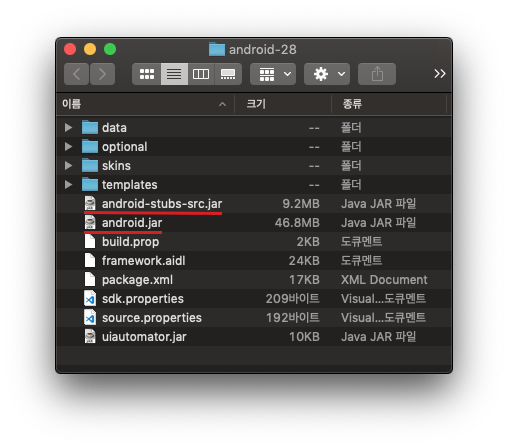 android-28
이름 크기 종류
data -- 폴더
optional -- 폴더
skins -- 폴더
templates -- 폴더
android-stubs-src.jar 9.2MB Java JAR 파일
android.jar 46.8MB Java JAR 파일
build.prop 2KB 도큐멘트
framework.aidl 24KB 도큐멘트
package.xml 17KB XML Document
sdk.properties 209바이트 Visual...도큐멘트
source.properties 192바이트 Visual...도큐멘트
uiautomator.jar 10KB Java JAR 파일